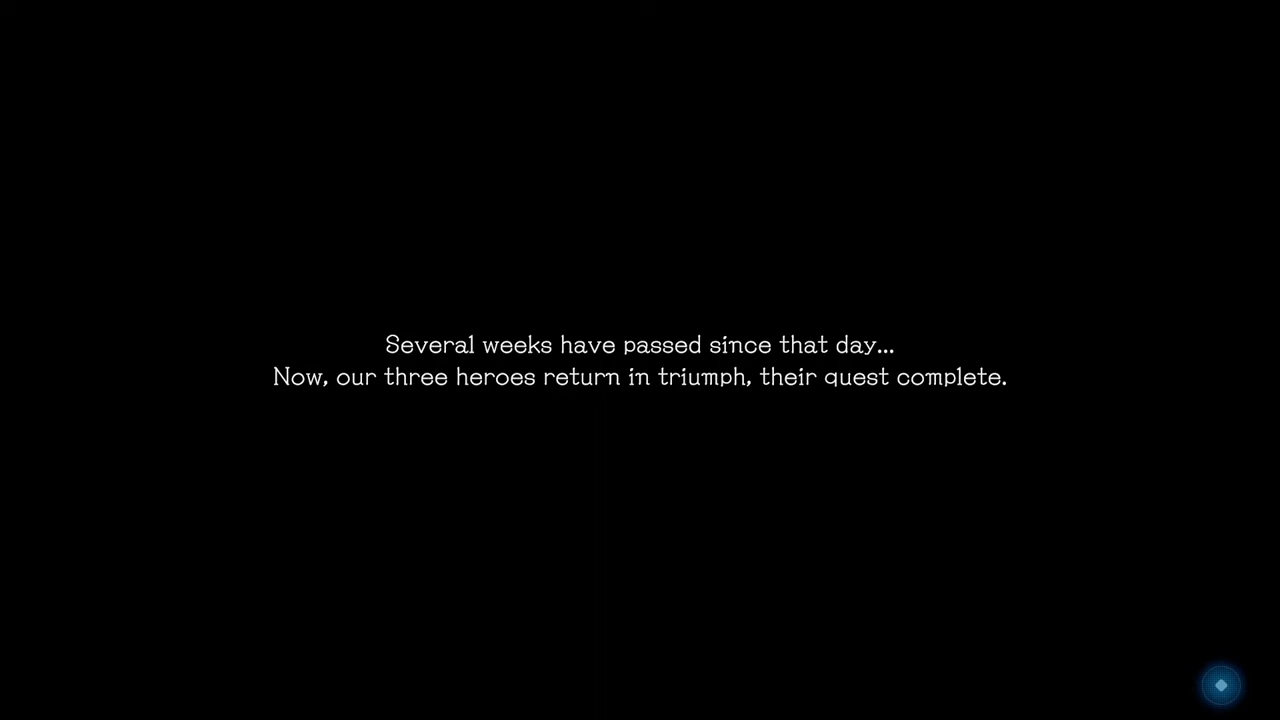 Several weeks have passed since that day...
Now, our three heroes return in triumph, their quest complete.